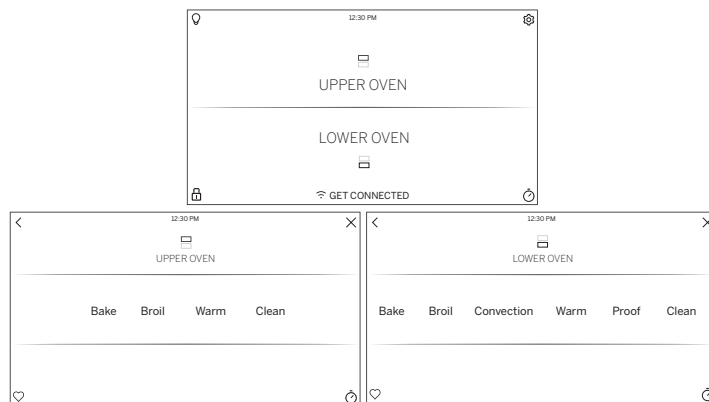 12:30 PM
UPPER OVEN
LOWER OVEN
GET CONNECTED
12:30 PM
UPPER OVEN
Bake Broil Warm Clean
12:30 PM
LOWER OVEN
Bake Broil Convection Warm Proof Clean